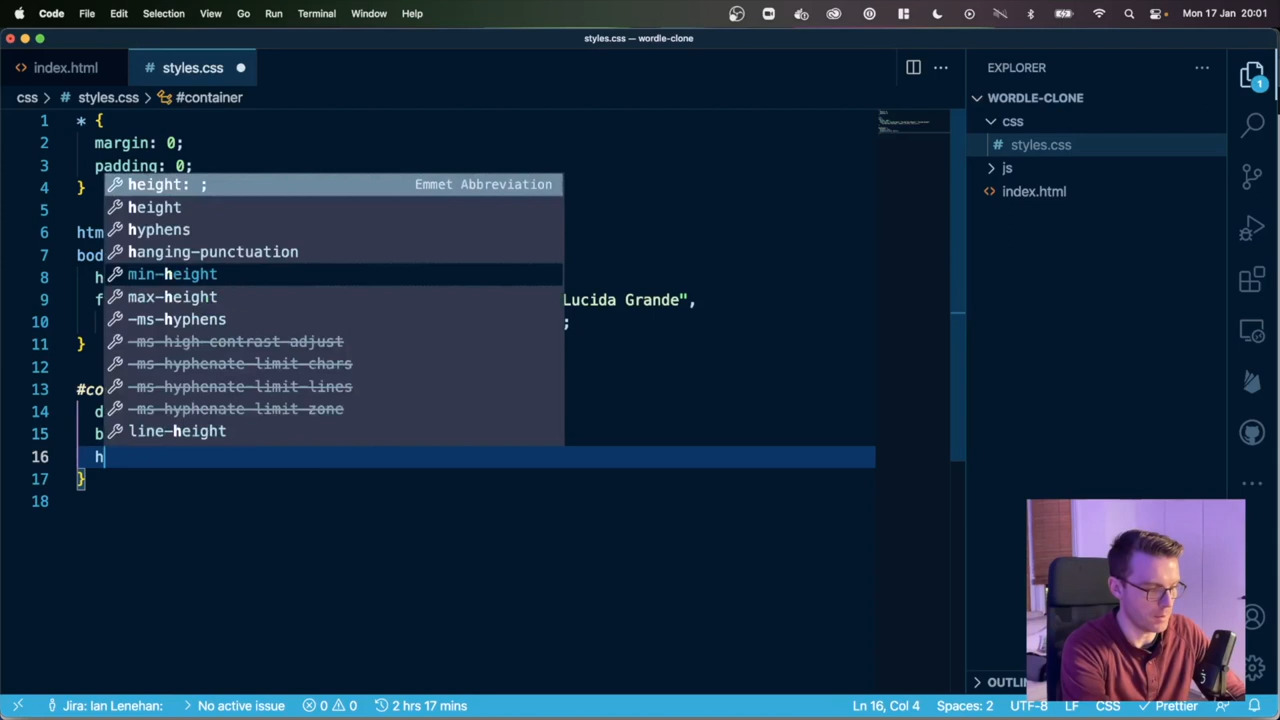 Code File Edit Selection View Go Run Terminal Window Help Mon 17 Jan 20:01
styles.css — wordle-clone
<> index.html # styles.css
css > # styles.css > #container
1 * {
2 margin: 0;
3 padding: 0;
4 }
5
6 htm
7 bod
8 h
9 f Lucida Grande",
10 ;
11 }
12
13 #co
14 d
15 b
16 h
17 }
18
height: ; Emmet Abbreviation
height
hyphens
hanging-punctuation
min-height
max-height
-ms-hyphens
-ms-high-contrast-adjust
-ms-hyphenate-limit-chars
-ms-hyphenate-limit-lines
-ms-hyphenate-limit-zone
line-height
EXPLORER
WORDLE-CLONE
css
# styles.css
js
<> index.html
1
OUTLIN
Jira: Ian Lenehan: No active issue 0 0 2 hrs 17 mins Ln 16, Col 4 Spaces: 2 UTF-8 LF CSS Prettier